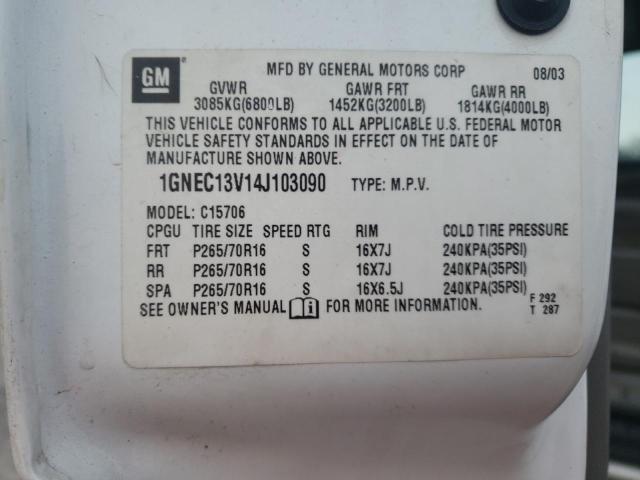 GM MFD BY GENERAL MOTORS CORP 08/03
GVWR GAWR FRT GAWR RR
3085KG(6800LB) 1452KG(3200LB) 1814KG(4000LB)
THIS VEHICLE CONFORMS TO ALL APPLICABLE U.S. FEDERAL MOTOR
VEHICLE SAFETY STANDARDS IN EFFECT ON THE DATE OF
MANUFACTURE SHOWN ABOVE.
1GNEC13V14J103090 TYPE: M.P.V.
MODEL: C15706
CPGU TIRE SIZE SPEED RTG RIM COLD TIRE PRESSURE
FRT P265/70R16 S 16X7J 240KPA(35PSI)
RR P265/70R16 S 16X7J 240KPA(35PSI)
SPA P265/70R16 S 16X6.5J 240KPA(35PSI)
SEE OWNER'S MANUAL i FOR MORE INFORMATION. F 292
T 287